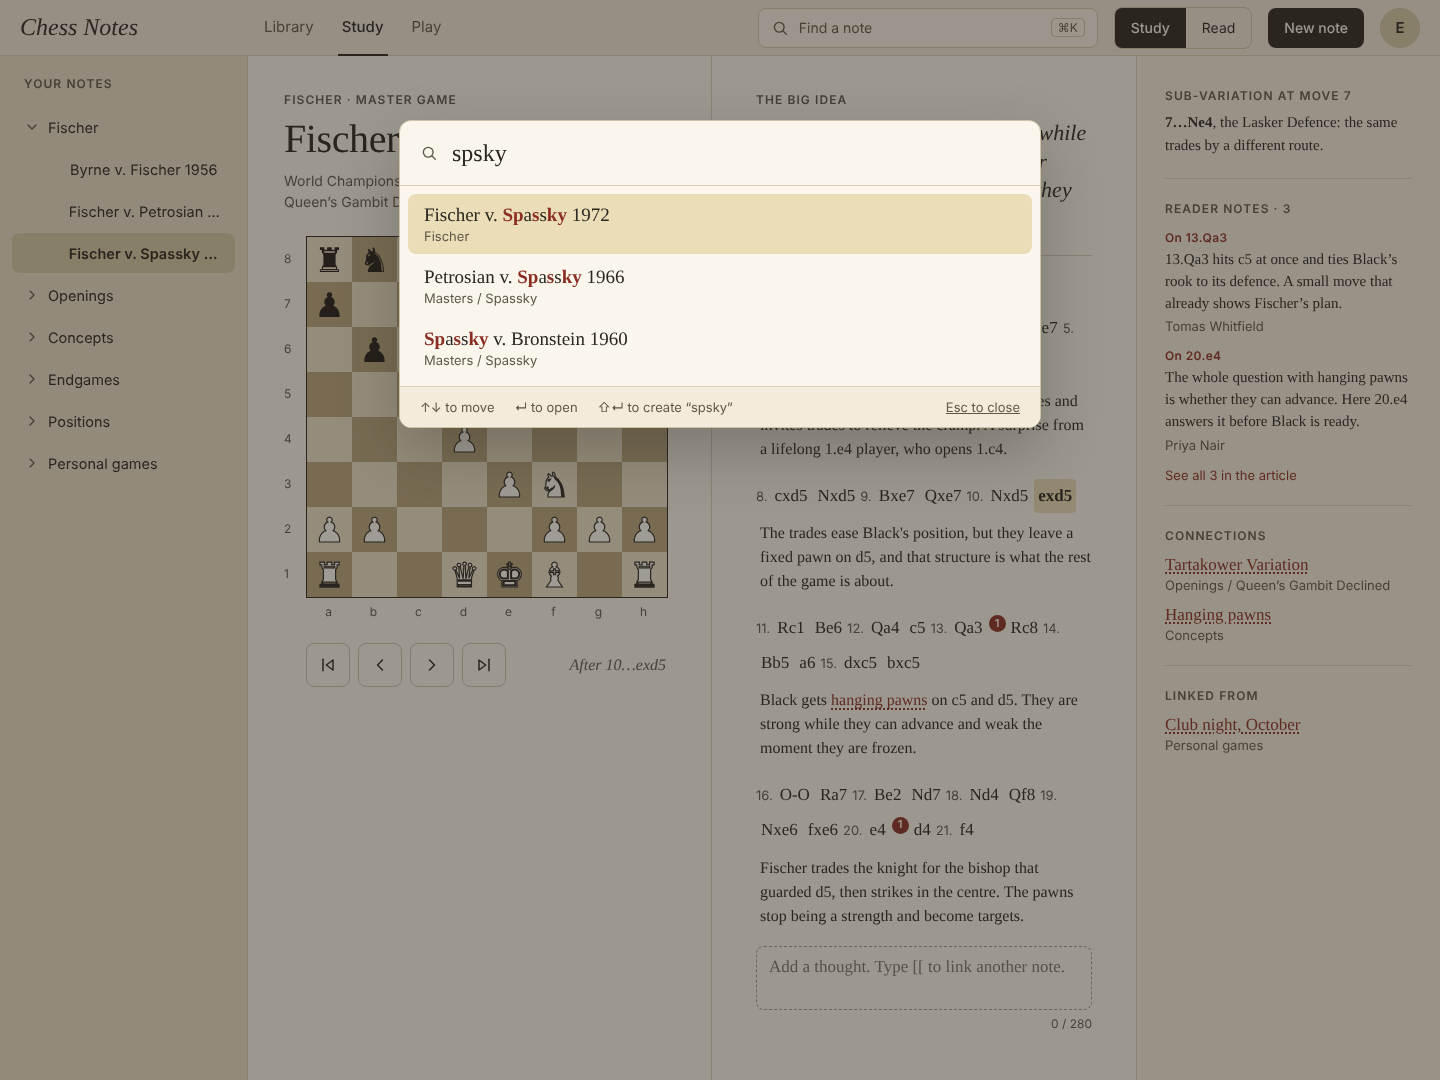 Chess Notes
Library
Study
Play
Find a note
⌘K
Study
Read
New note
E
YOUR NOTES
Fischer
Byrne v. Fischer 1956
Fischer v. Petrosian ...
Fischer v. Spassky ...
Openings
Concepts
Endgames
Positions
Personal games
FISCHER · MASTER GAME
Fischer
World Champions
Queen's Gambit D
8
7
6
5
4
3
2
1
a b c d e f g h
After 10…exd5
spsky
Fischer v. Spassky 1972
Fischer
Petrosian v. Spassky 1966
Masters / Spassky
Spassky v. Bronstein 1960
Masters / Spassky
↑↓ to move
↵ to open
⇧↵ to create “spsky”
Esc to close
THE BIG IDEA
while
hey
e7 5.
es and
a lifelong 1.e4 player, who opens 1.c4.
8. cxd5 Nxd5 9. Bxe7 Qxe7 10. Nxd5 exd5
The trades ease Black's position, but they leave a
fixed pawn on d5, and that structure is what the rest
of the game is about.
11. Rc1 Be6 12. Qa4 c5 13. Qa3 1 Rc8 14.
Bb5 a6 15. dxc5 bxc5
Black gets hanging pawns on c5 and d5. They are
strong while they can advance and weak the
moment they are frozen.
16. O-O Ra7 17. Be2 Nd7 18. Nd4 Qf8 19.
Nxe6 fxe6 20. e4 1 d4 21. f4
Fischer trades the knight for the bishop that
guarded d5, then strikes in the centre. The pawns
stop being a strength and become targets.
Add a thought. Type [[ to link another note.
0 / 280
SUB-VARIATION AT MOVE 7
7…Ne4, the Lasker Defence: the same
trades by a different route.
READER NOTES · 3
On 13.Qa3
13.Qa3 hits c5 at once and ties Black’s
rook to its defence. A small move that
already shows Fischer’s plan.
Tomas Whitfield
On 20.e4
The whole question with hanging pawns
is whether they can advance. Here 20.e4
answers it before Black is ready.
Priya Nair
See all 3 in the article
CONNECTIONS
Tartakower Variation
Openings / Queen’s Gambit Declined
Hanging pawns
Concepts
LINKED FROM
Club night, October
Personal games